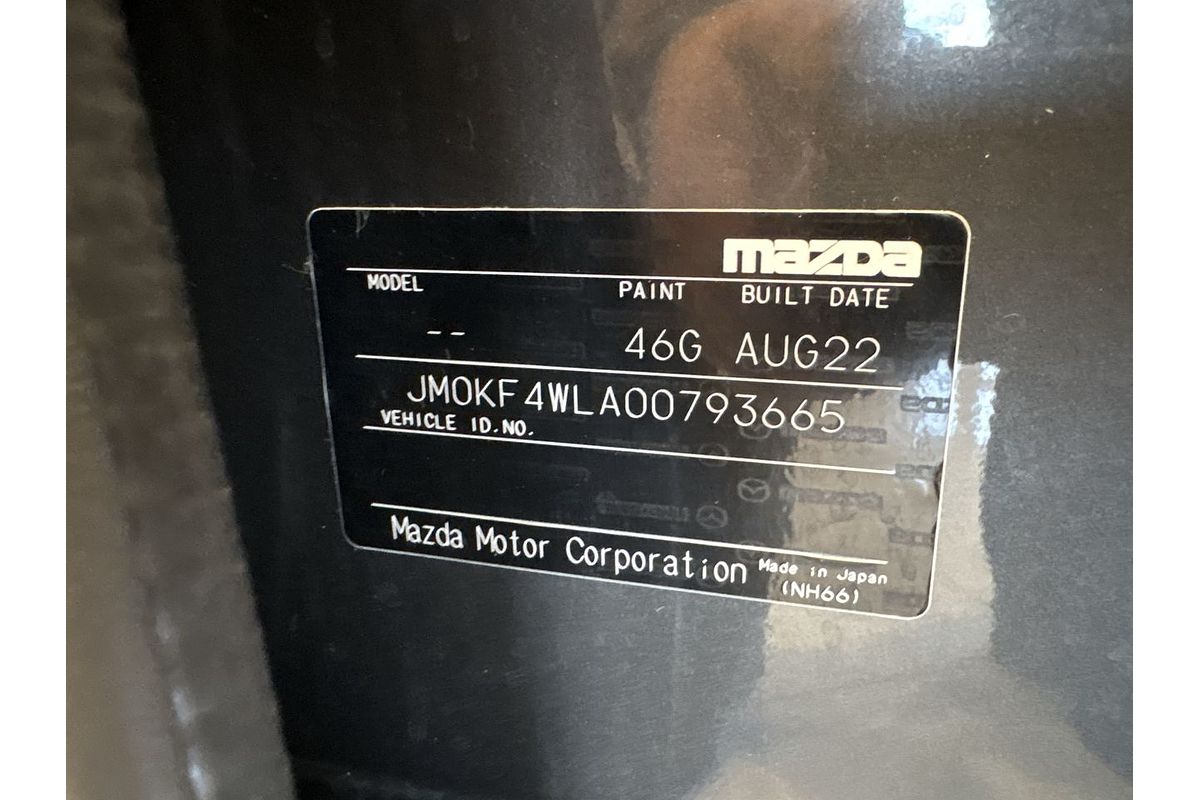 mazda
MODEL PAINT BUILT DATE
-- 46G AUG22
JM0KF4WLA00793665
VEHICLE ID.NO.
Mazda Motor Corporation Made in Japan
(NH66)